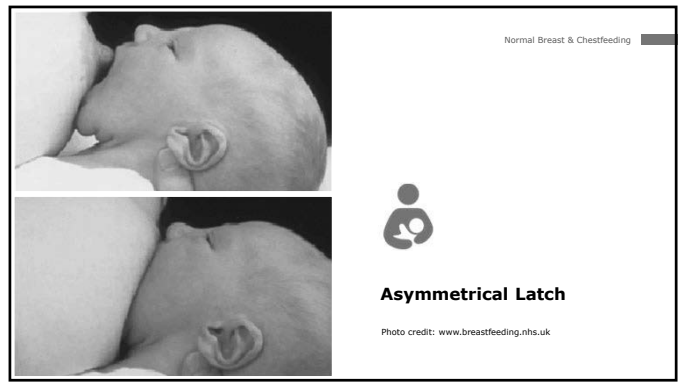 Normal Breast & Chestfeeding
Asymmetrical Latch
Photo credit: www.breastfeeding.nhs.uk